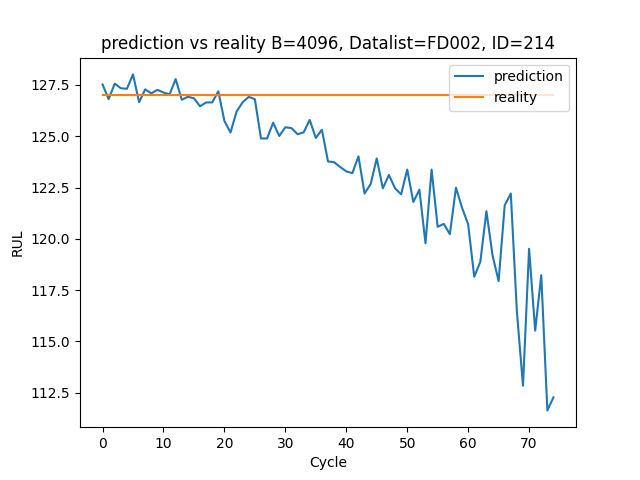 prediction vs reality B=4096, Datalist=FD002, ID=214
prediction
reality
127.5
125.0
122.5
120.0
117.5
115.0
112.5
RUL
0 10 20 30 40 50 60 70
Cycle